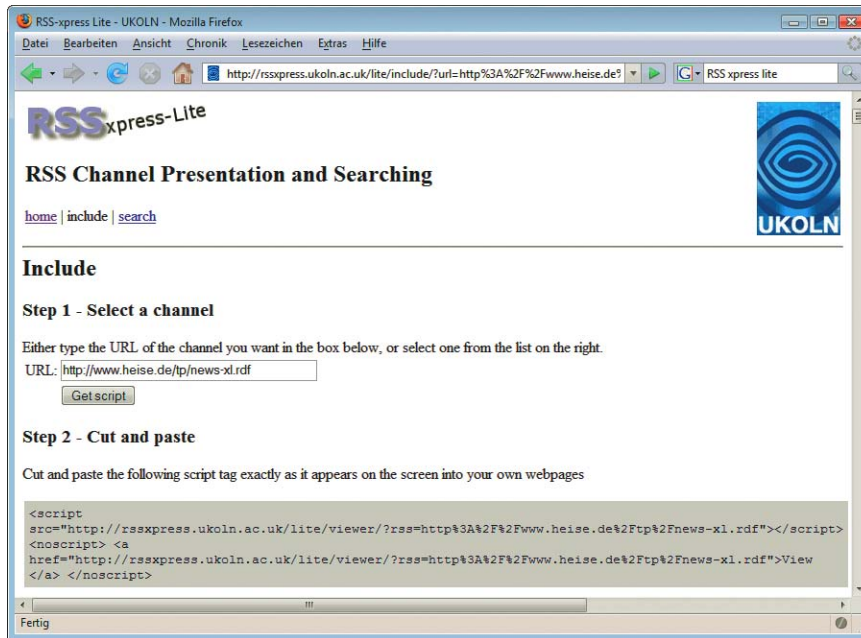 RSS-xpress Lite - UKOLN - Mozilla Firefox
Datei Bearbeiten Ansicht Chronik Lesezeichen Extras Hilfe
http://rssxpress.ukoln.ac.uk/lite/include/?url=http%3A%2F%2Fwww.heise.de
G RSS xpress lite
RSSxpress-Lite
RSS Channel Presentation and Searching
home | include | search
UKOLN
Include
Step 1 - Select a channel
Either type the URL of the channel you want in the box below, or select one from the list on the right.
URL: http://www.heise.de/tp/news-xl.rdf
Get script
Step 2 - Cut and paste
Cut and paste the following script tag exactly as it appears on the screen into your own webpages
<script
src="http://rssxpress.ukoln.ac.uk/lite/viewer/?rss=http%3A%2F%2Fwww.heise.de%2Ftp%2Fnews-xl.rdf"></script>
<noscript> <a
href="http://rssxpress.ukoln.ac.uk/lite/viewer/?rss=http%3A%2F%2Fwww.heise.de%2Ftp%2Fnews-xl.rdf">View
</a> </noscript>
Fertig